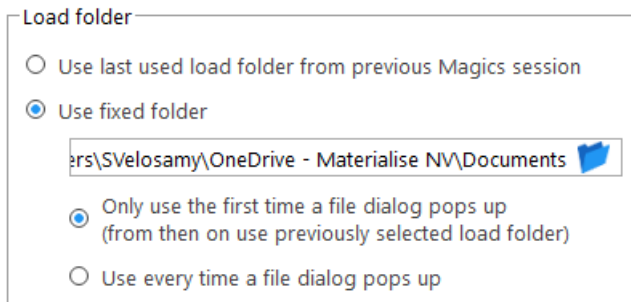 Load folder
Use last used load folder from previous Magics session
Use fixed folder
ers\SVelosamy\OneDrive - Materialise NV\Documents
Only use the first time a file dialog pops up
(from then on use previously selected load folder)
Use every time a file dialog pops up